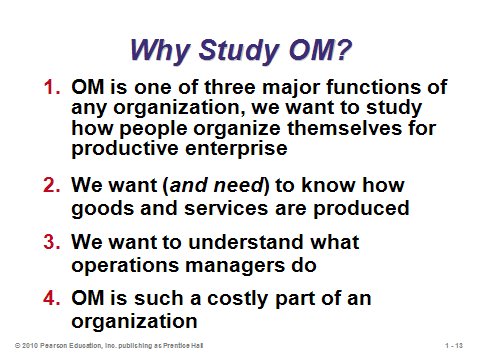 Why Study OM?
1. OM is one of three major functions of
any organization, we want to study
how people organize themselves for
productive enterprise
2. We want (and need) to know how
goods and services are produced
3. We want to understand what
operations managers do
4. OM is such a costly part of an
organization
© 2010 Pearson Education, Inc. publishing as Prentice Hall
1 - 13